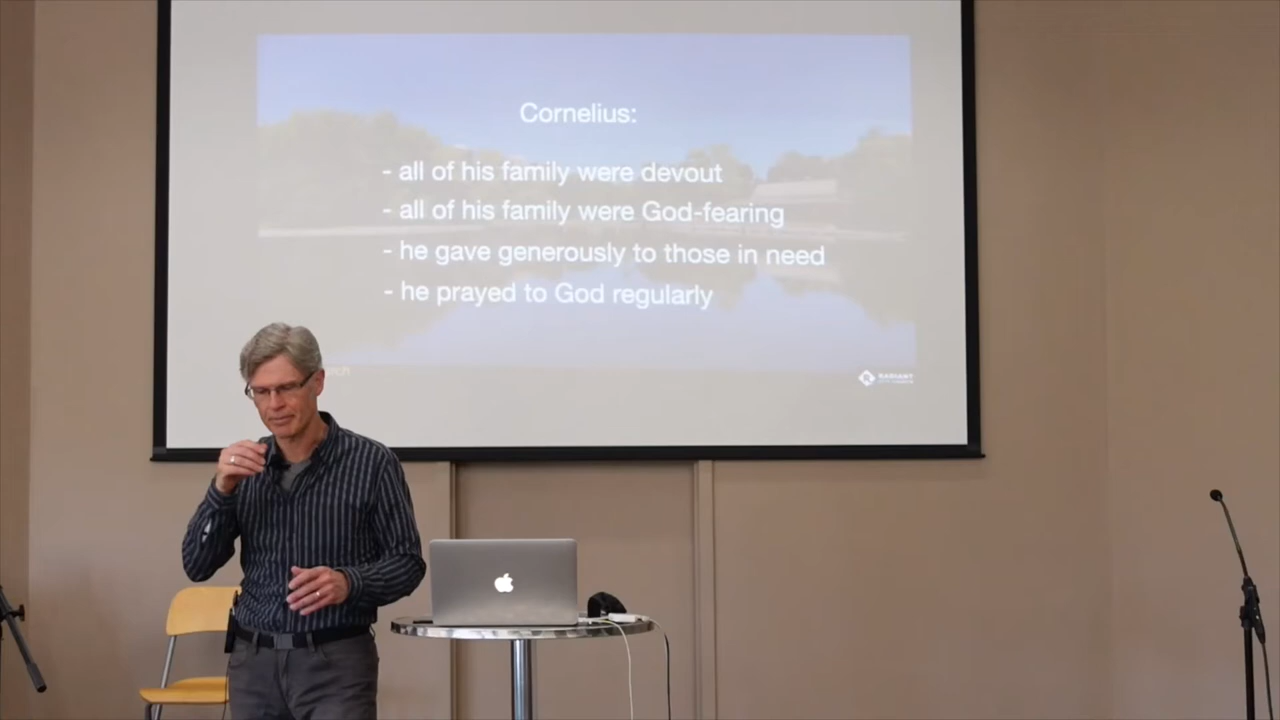 Cornelius:
- all of his family were devout
- all of his family were God-fearing
- he gave generously to those in need
- he prayed to God regularly
RADIANT